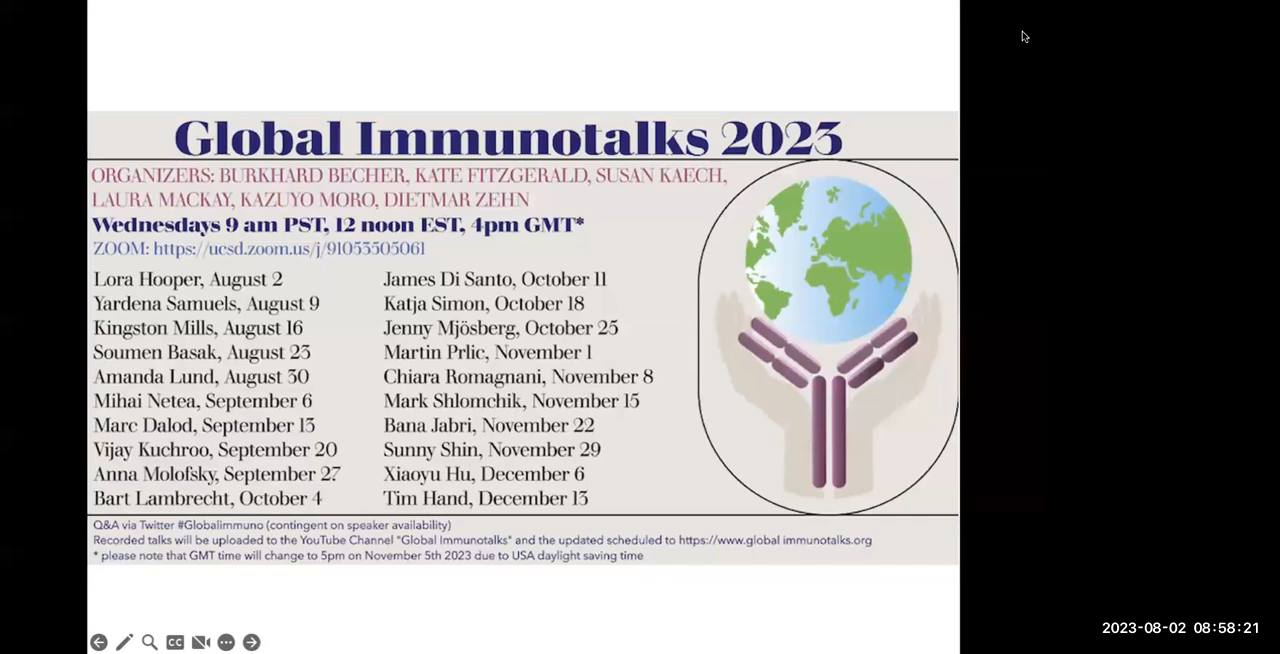 Global Immunotalks 2023
ORGANIZERS: BURKHARD BECHER, KATE FITZGERALD, SUSAN KAECH,
LAURA MACKAY, KAZUYO MORO, DIETMAR ZEHN
Wednesdays 9 am PST, 12 noon EST, 4pm GMT*
ZOOM: https://ucsd.zoom.us/j/91053505061
Lora Hooper, August 2
Yardena Samuels, August 9
Kingston Mills, August 16
Soumen Basak, August 23
Amanda Lund, August 30
Mihai Netea, September 6
Marc Dalod, September 13
Vijay Kuchroo, September 20
Anna Molofsky, September 27
Bart Lambrecht, October 4
James Di Santo, October 11
Katja Simon, October 18
Jenny Mjösberg, October 25
Martin Prlic, November 1
Chiara Romagnani, November 8
Mark Shlomchik, November 15
Bana Jabri, November 22
Sunny Shin, November 29
Xiaoyu Hu, December 6
Tim Hand, December 13
Q&A via Twitter #Globalimmuno (contingent on speaker availability)
Recorded talks will be uploaded to the YouTube Channel "Global Immunotalks" and the updated scheduled to https://www.global immunotalks.org
* please note that GMT time will change to 5pm on November 5th 2023 due to USA daylight saving time
CC
2023-08-02 08:58:21